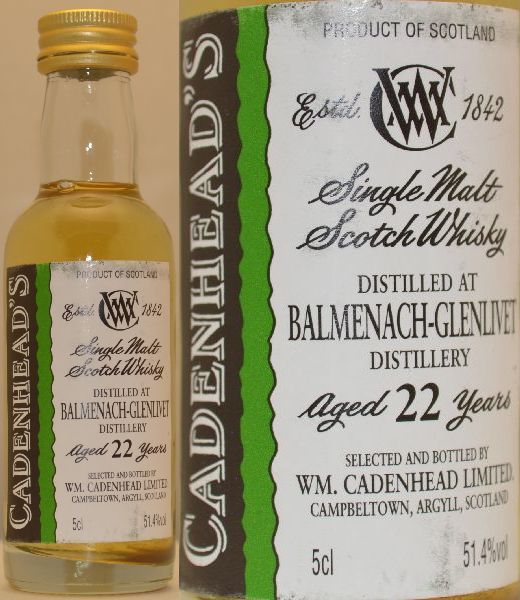 CADENHEAD'S
PRODUCT OF SCOTLAND
Estd. WMC 1842
Single Malt
Scotch Whisky
DISTILLED AT
BALMENACH-GLENLIVET
DISTILLERY
Aged 22 Years
SELECTED AND BOTTLED BY
WM. CADENHEAD LIMITED.
CAMPBELTOWN, ARGYLL, SCOTLAND
5cl 51.4%vol
CADENHEAD'S
PRODUCT OF SCOTLAND
Estd. WMC 1842
Single Malt
Scotch Whisky
DISTILLED AT
BALMENACH-GLENLIVET
DISTILLERY
Aged 22 Years
SELECTED AND BOTTLED BY
WM. CADENHEAD LIMITED.
CAMPBELTOWN, ARGYLL, SCOTLAND
5cl 51.4%vol